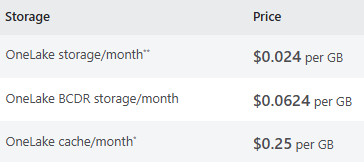 Storage Price
OneLake storage/month** $0.024 per GB
OneLake BCDR storage/month $0.0624 per GB
OneLake cache/month* $0.25 per GB